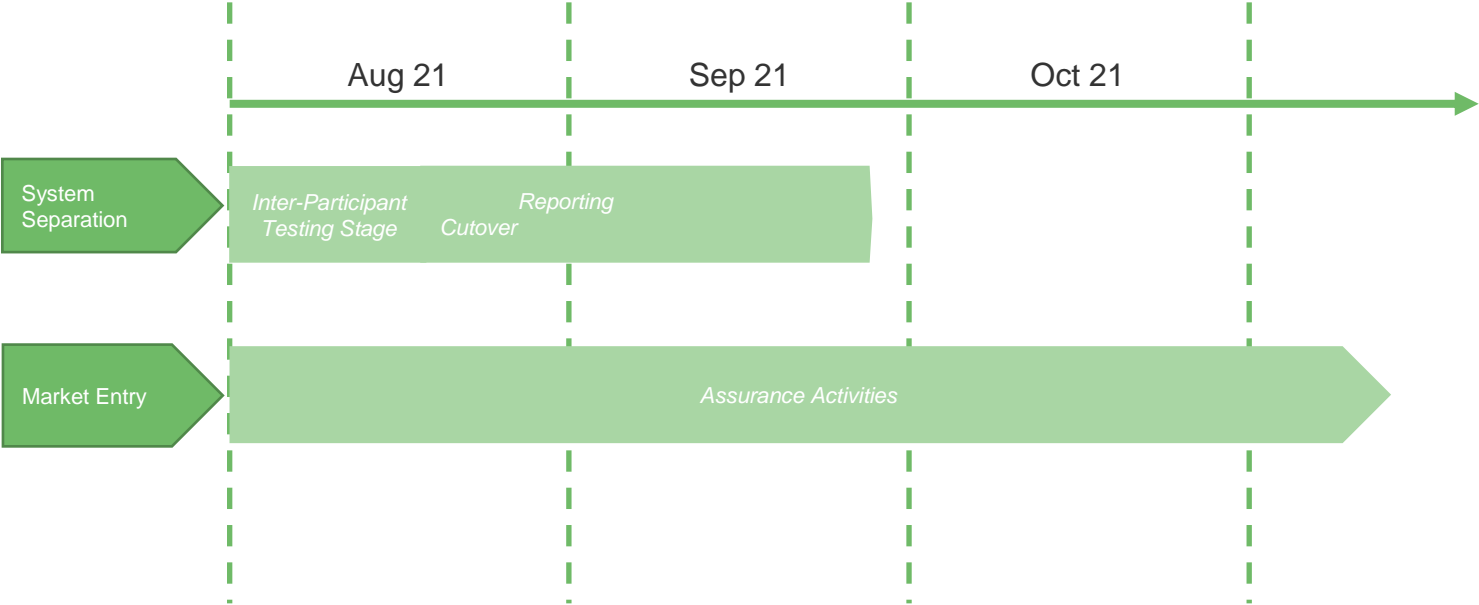 Aug 21
Sep 21
Oct 21
System
Separation
Inter-Participant
Testing Stage
Cutover
Reporting
Market Entry
Assurance Activities